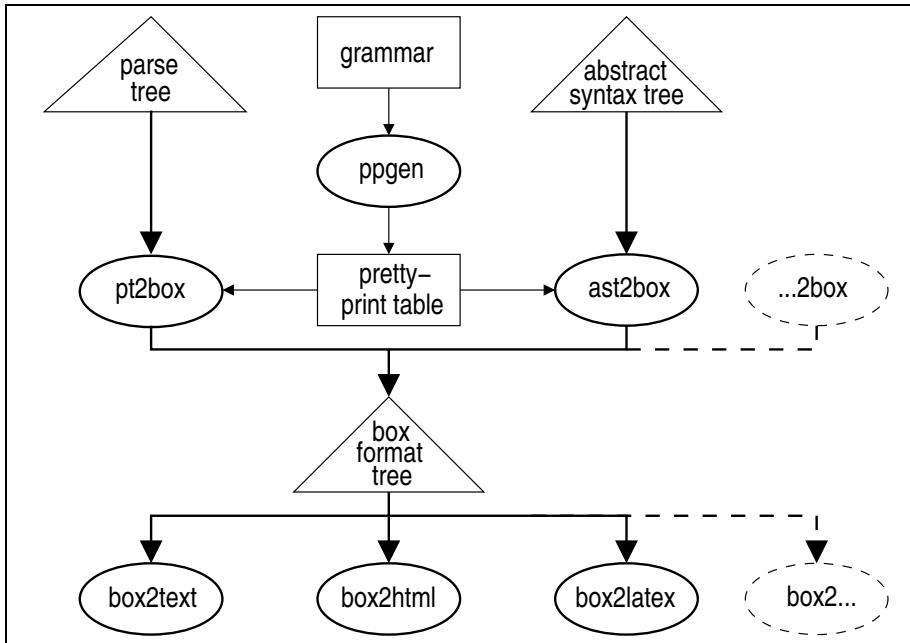 parse
tree
grammar
abstract
syntax tree
ppgen
pt2box
pretty–
print table
ast2box
...2box
box
format
tree
box2text
box2html
box2latex
box2...